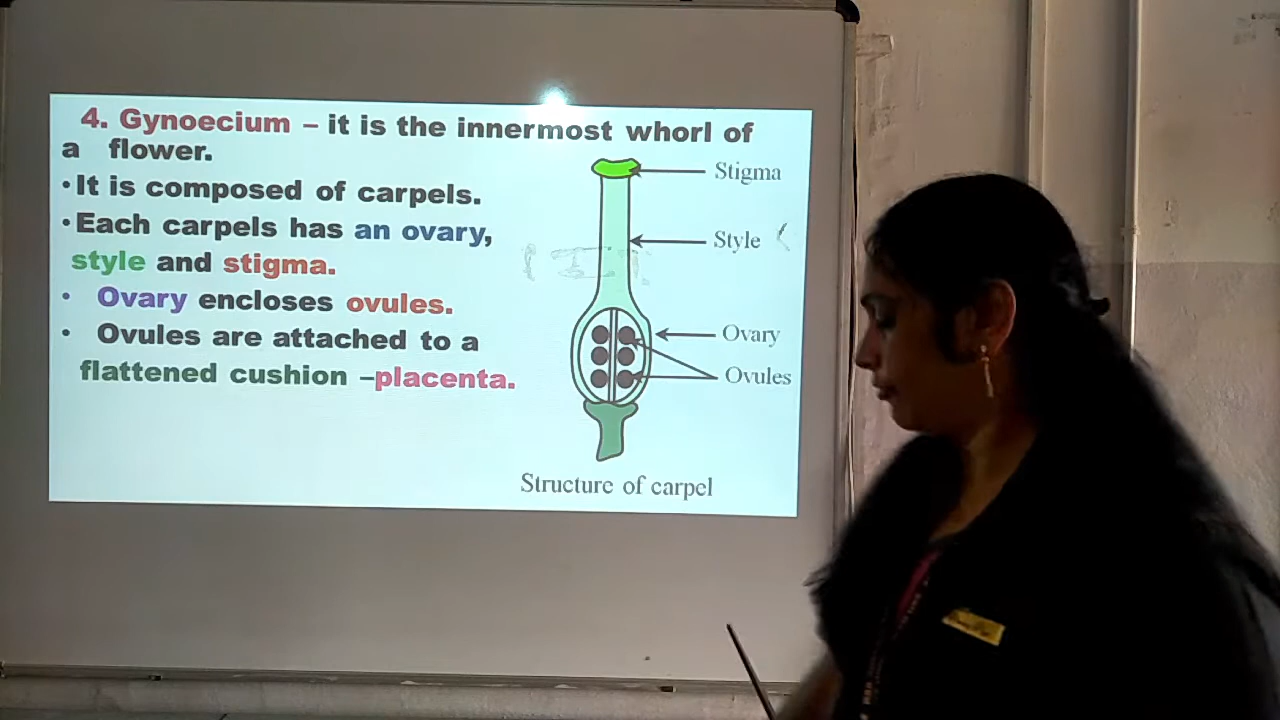 4. Gynoecium – it is the innermost whorl of
a flower.
•It is composed of carpels.
•Each carpels has an ovary,
style and stigma.
• Ovary encloses ovules.
• Ovules are attached to a
flattened cushion –placenta.
Stigma
Style
Ovary
Ovules
Structure of carpel